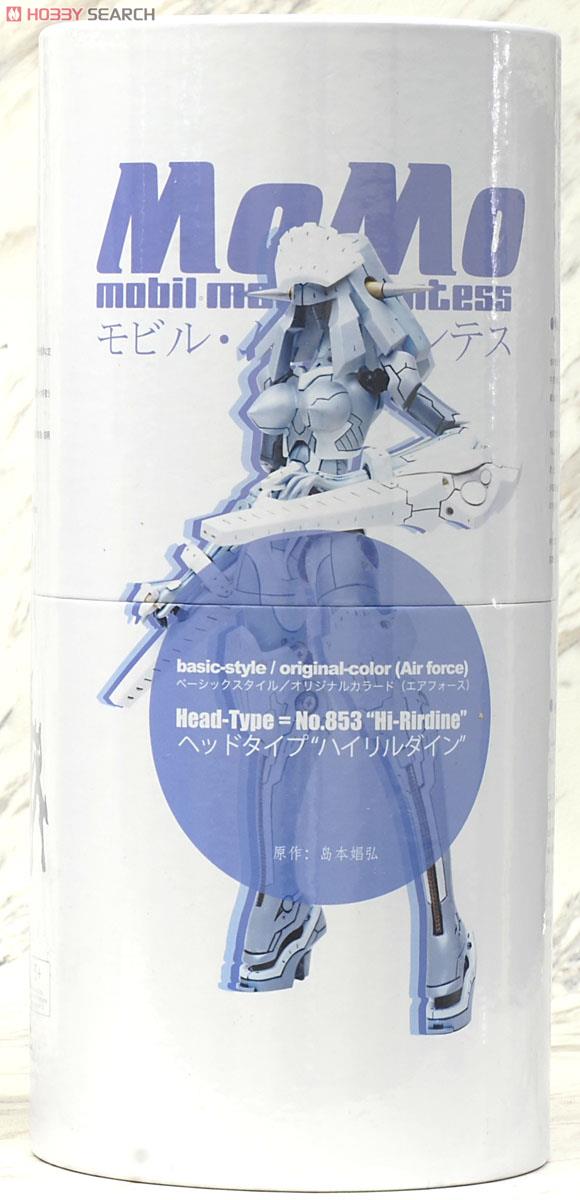 HOBBY SEARCH
MoMo
mobil ma ntess
モビル・ ンテス
basic-style / original-color (Air force)
ベーシックスタイル/オリジナルカラード(エアフォース)
Head-Type = No.853 "Hi-Rirdine"
ヘッドタイプ"ハイリルダイン"
原作: 岛本娼弘